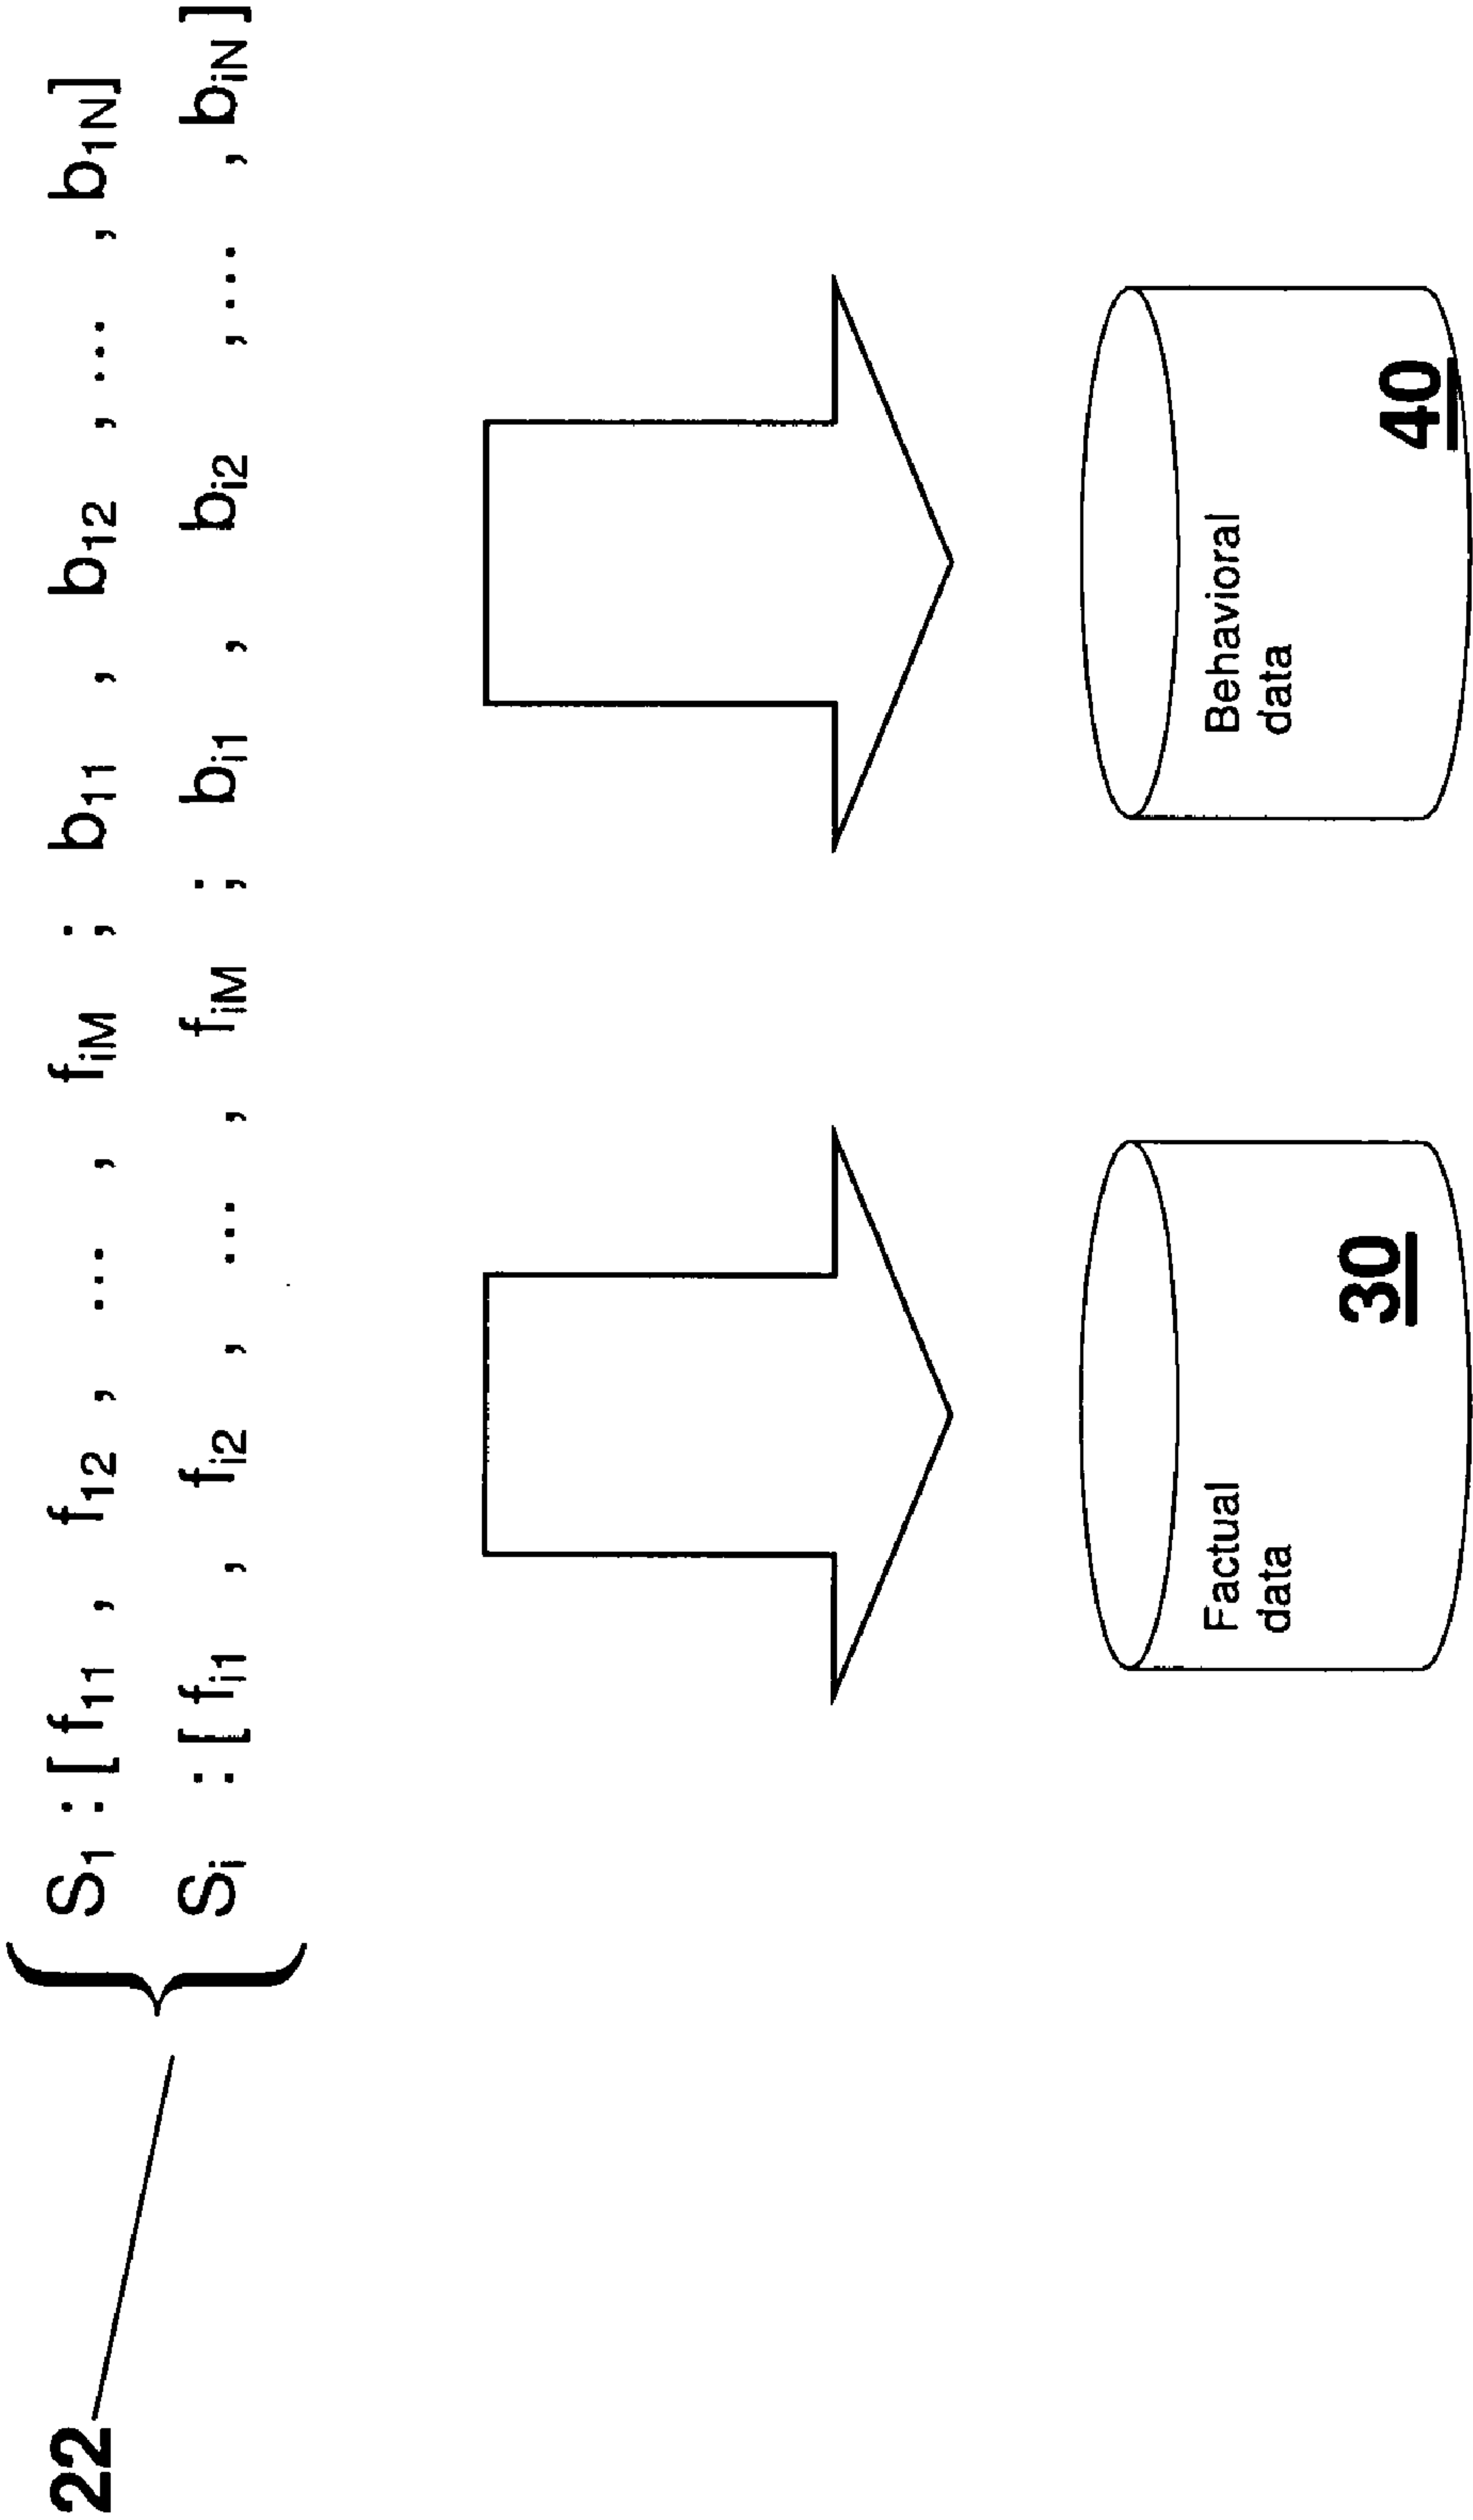 22
S₁ : [ f₁₁ , f₁₂ , ... , fᵢM ; b₁₁ , b₁₂ ,... , b₁N]
Sᵢ : [ fᵢ₁ , fᵢ₂ , ... , fᵢM ; bᵢ₁ , bᵢ₂ ,... , bᵢN]
Factual
data
30
Behavioral
data
40